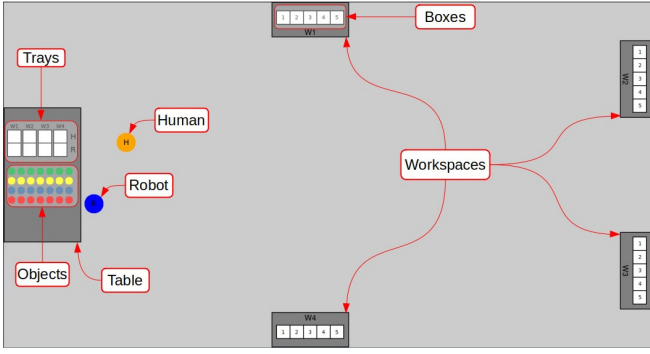 1 2 3 4 5
W1
Boxes
Trays
W1 W2 W3 W4
H
R
Human
H
Robot
Objects
Table
Workspaces
W2
1
2
3
4
5
W3
1
2
3
4
5
W4
1 2 3 4 5